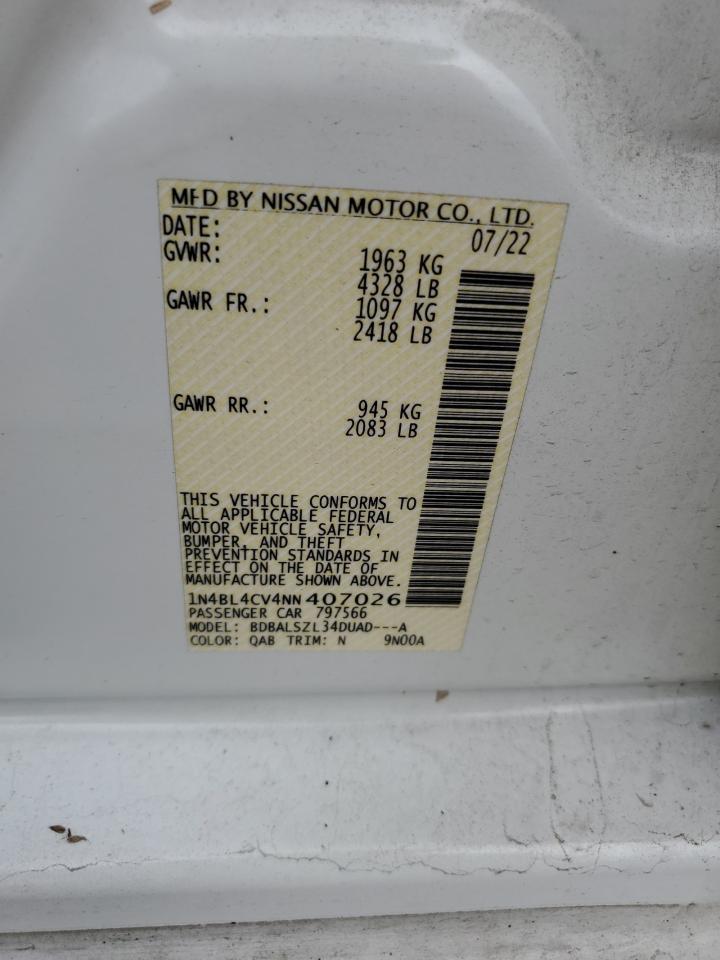 MFD BY NISSAN MOTOR CO., LTD.
DATE: 07/22
GVWR: 1963 KG
4328 LB
GAWR FR.: 1097 KG
2418 LB
GAWR RR.: 945 KG
2083 LB
THIS VEHICLE CONFORMS TO
ALL APPLICABLE FEDERAL
MOTOR VEHICLE SAFETY,
BUMPER, AND THEFT
PREVENTION STANDARDS IN
EFFECT ON THE DATE OF
MANUFACTURE SHOWN ABOVE.
1N4BL4CV4NN407026
PASSENGER CAR 797566
MODEL: BDBALSZL34DUAD---A
COLOR: QAB TRIM: N 9N00A